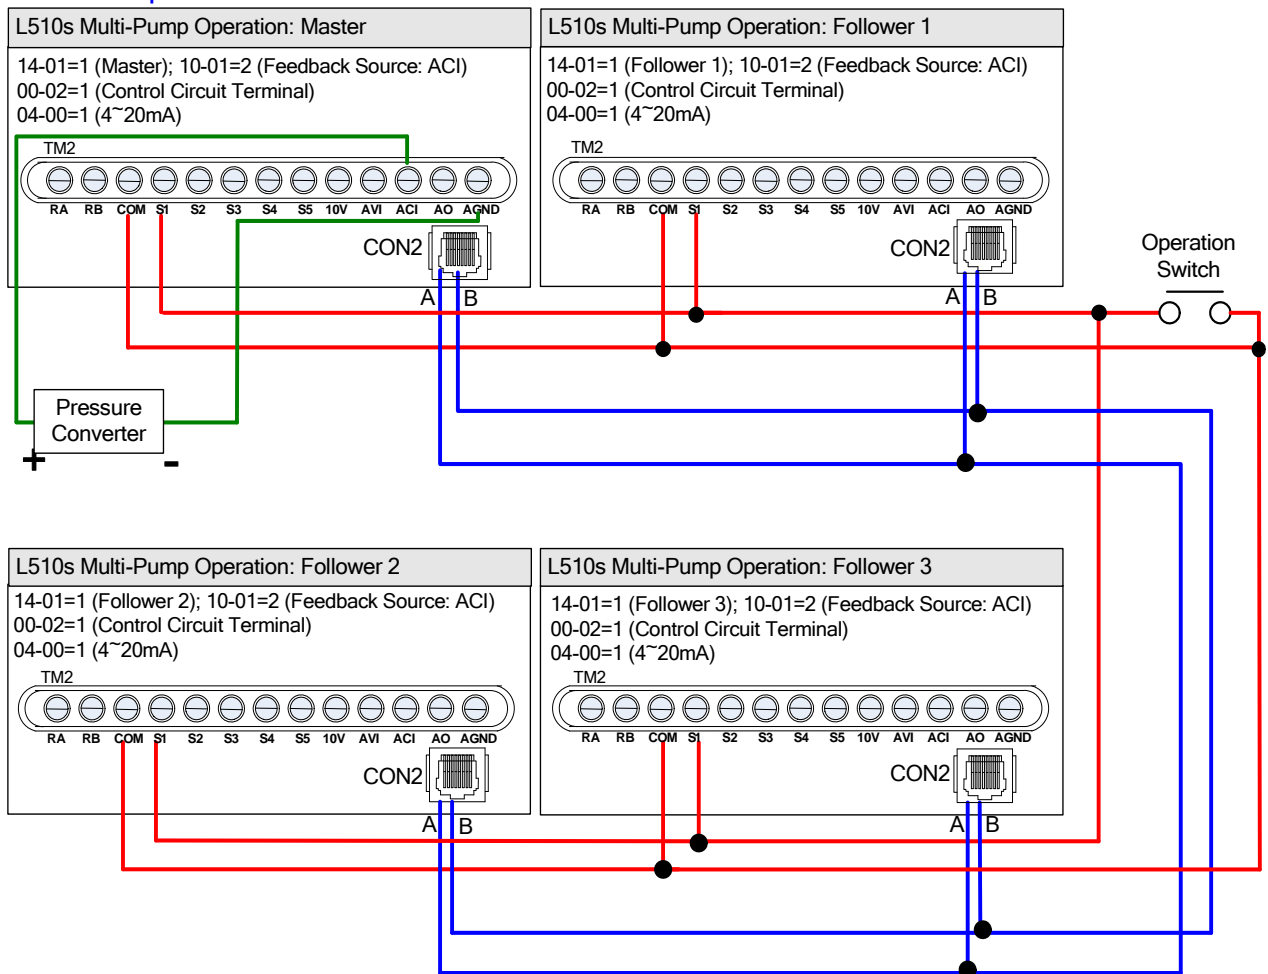 L510s Multi-Pump Operation: Master
14-01=1 (Master); 10-01=2 (Feedback Source: ACI)
00-02=1 (Control Circuit Terminal)
04-00=1 (4~20mA)
TM2
RA RB COM S1 S2 S3 S4 S5 10V AVI ACI AO AGND
CON2
A B
L510s Multi-Pump Operation: Follower 1
14-01=1 (Follower 1); 10-01=2 (Feedback Source: ACI)
00-02=1 (Control Circuit Terminal)
04-00=1 (4~20mA)
TM2
RA RB COM S1 S2 S3 S4 S5 10V AVI ACI AO AGND
CON2
A B
Operation
Switch
Pressure
Converter
+ -
L510s Multi-Pump Operation: Follower 2
14-01=1 (Follower 2); 10-01=2 (Feedback Source: ACI)
00-02=1 (Control Circuit Terminal)
04-00=1 (4~20mA)
TM2
RA RB COM S1 S2 S3 S4 S5 10V AVI ACI AO AGND
CON2
A B
L510s Multi-Pump Operation: Follower 3
14-01=1 (Follower 3); 10-01=2 (Feedback Source: ACI)
00-02=1 (Control Circuit Terminal)
04-00=1 (4~20mA)
TM2
RA RB COM S1 S2 S3 S4 S5 10V AVI ACI AO AGND
CON2
A B